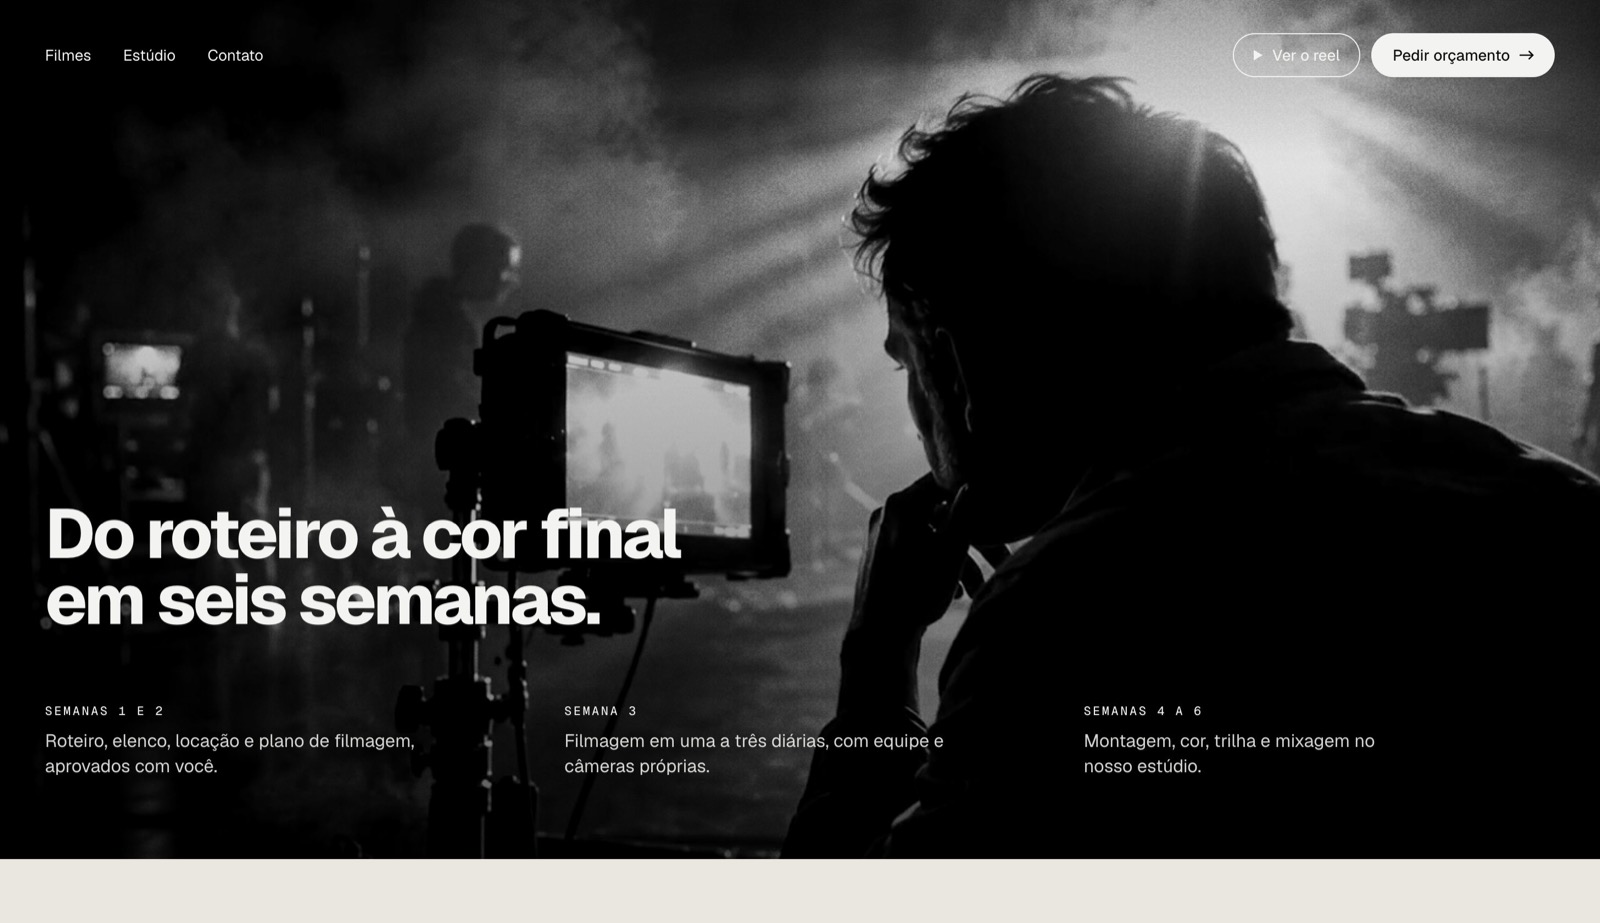 Filmes
Estúdio
Contato
Ver o reel
Pedir orçamento
Do roteiro à cor final
em seis semanas.
SEMANAS 1 E 2
Roteiro, elenco, locação e plano de filmagem,
aprovados com você.
SEMANA 3
Filmagem em uma a três diárias, com equipe e
câmeras próprias.
SEMANAS 4 A 6
Montagem, cor, trilha e mixagem no
nosso estúdio.